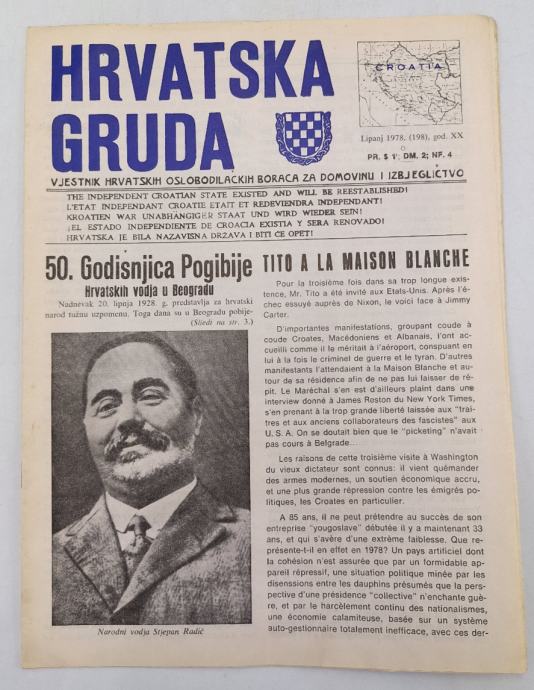 HRVATSKA
GRUDA
CROATIA
Lipanj 1978. (198), god. XX
PR. $ 1; DM. 2; NF. 4
VJESTNIK HRVATSKIH OSLOBODILAČKIH BORACA ZA DOMOVINU I IZBJEGLIČTVO
THE INDEPENDENT CROATIAN STATE EXISTED AND WILL BE REESTABLISHED!
L'ETAT INDEPENDANT CROATIE ETAIT ET REDEVIENDRA INDEPENDANT!
KROATIEN WAR UNABHÄNGIGER STAAT UND WIRD WIEDER SEIN!
¡EL ESTADO INDEPENDIENTE DE CROACIA EXISTIA Y SERA RENOVADO!
HRVATSKA JE BILA NAZAVISNA DRŽAVA I BITI ĆE OPET!
50. Godišnjica Pogibije
Hrvatskih vodja u Beogradu
Nadnevak 20. lipnja 1928. g. predstavlja za hrvatski
narod tužnu uzpomenu. Toga dana su u Beogradu pobije-
(Sliedi na str. 3.)
Narodni vodja Stjepan Radić
TITO A LA MAISON BLANCHE
Pour la troisième fois dans sa trop longue exis-
tence, Mr. Tito a été invité aux Etats-Unis. Après l'é-
chec essuyé auprès de Nixon, le voici face à Jimmy
Carter.
D'importantes manifestations, groupant coude à
coude Croates, Macédoniens et Albanais, l'ont ac-
cueilli comme il le méritait à l'aéroport, conspuant en
lui à la fois le criminel de guerre et le tyran. D'autres
manifestants l'attendaient à la Maison Blanche et au-
tour de sa résidence afin de ne pas lui laisser de ré-
pit. Le Maréchal s'en est d'ailleurs plaint dans une
interview donné à James Roston du New York Times,
s'en prenant à la trop grande liberté laissée aux "traî-
tres et aux anciens collaborateurs des fascistes" aux
U. S. A. On se doutait bien que le "picketing" n'avait
pas cours à Belgrade...
Les raisons de cette troisième visite à Washington
du vieux dictateur sont connus: il vient quémander
des armes modernes, un soutien économique accru,
et une plus grande répression contre les émigrés po-
litiques, les Croates en particulier.
A 85 ans, il ne peut prétendre au succès de son
entreprise "yougoslave" débutée il y a maintenant 33
ans, et qui s'avère d'une extrême faiblesse. Que re-
présente-t-il en effet en 1978? Un pays artificiel dont
la cohésion n'est assurée que par un formidable ap-
pareil répressif, une situation politique minée par les
dissensions entre les dauphins présumés que la pers-
pective d'une présidence "collective" n'enchante guè-
re, et par le harcèlement continu des nationalismes,
une économie calamiteuse, basée sur un système
auto-gestionnaire totalement inefficace, avec ces der-